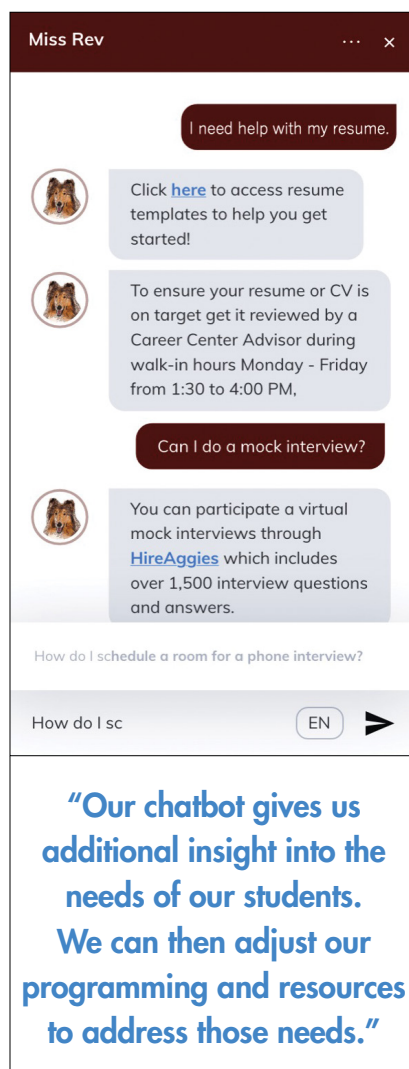 Miss Rev
I need help with my resume.
Click here to access resume
templates to help you get
started!
To ensure your resume or CV is
on target get it reviewed by a
Career Center Advisor during
walk-in hours Monday - Friday
from 1:30 to 4:00 PM,
Can I do a mock interview?
You can participate a virtual
mock interviews through
HireAggies which includes
over 1,500 interview questions
and answers.
How do I schedule a room for a phone interview?
How do I sc
EN
“Our chatbot gives us
additional insight into the
needs of our students.
We can then adjust our
programming and resources
to address those needs.”